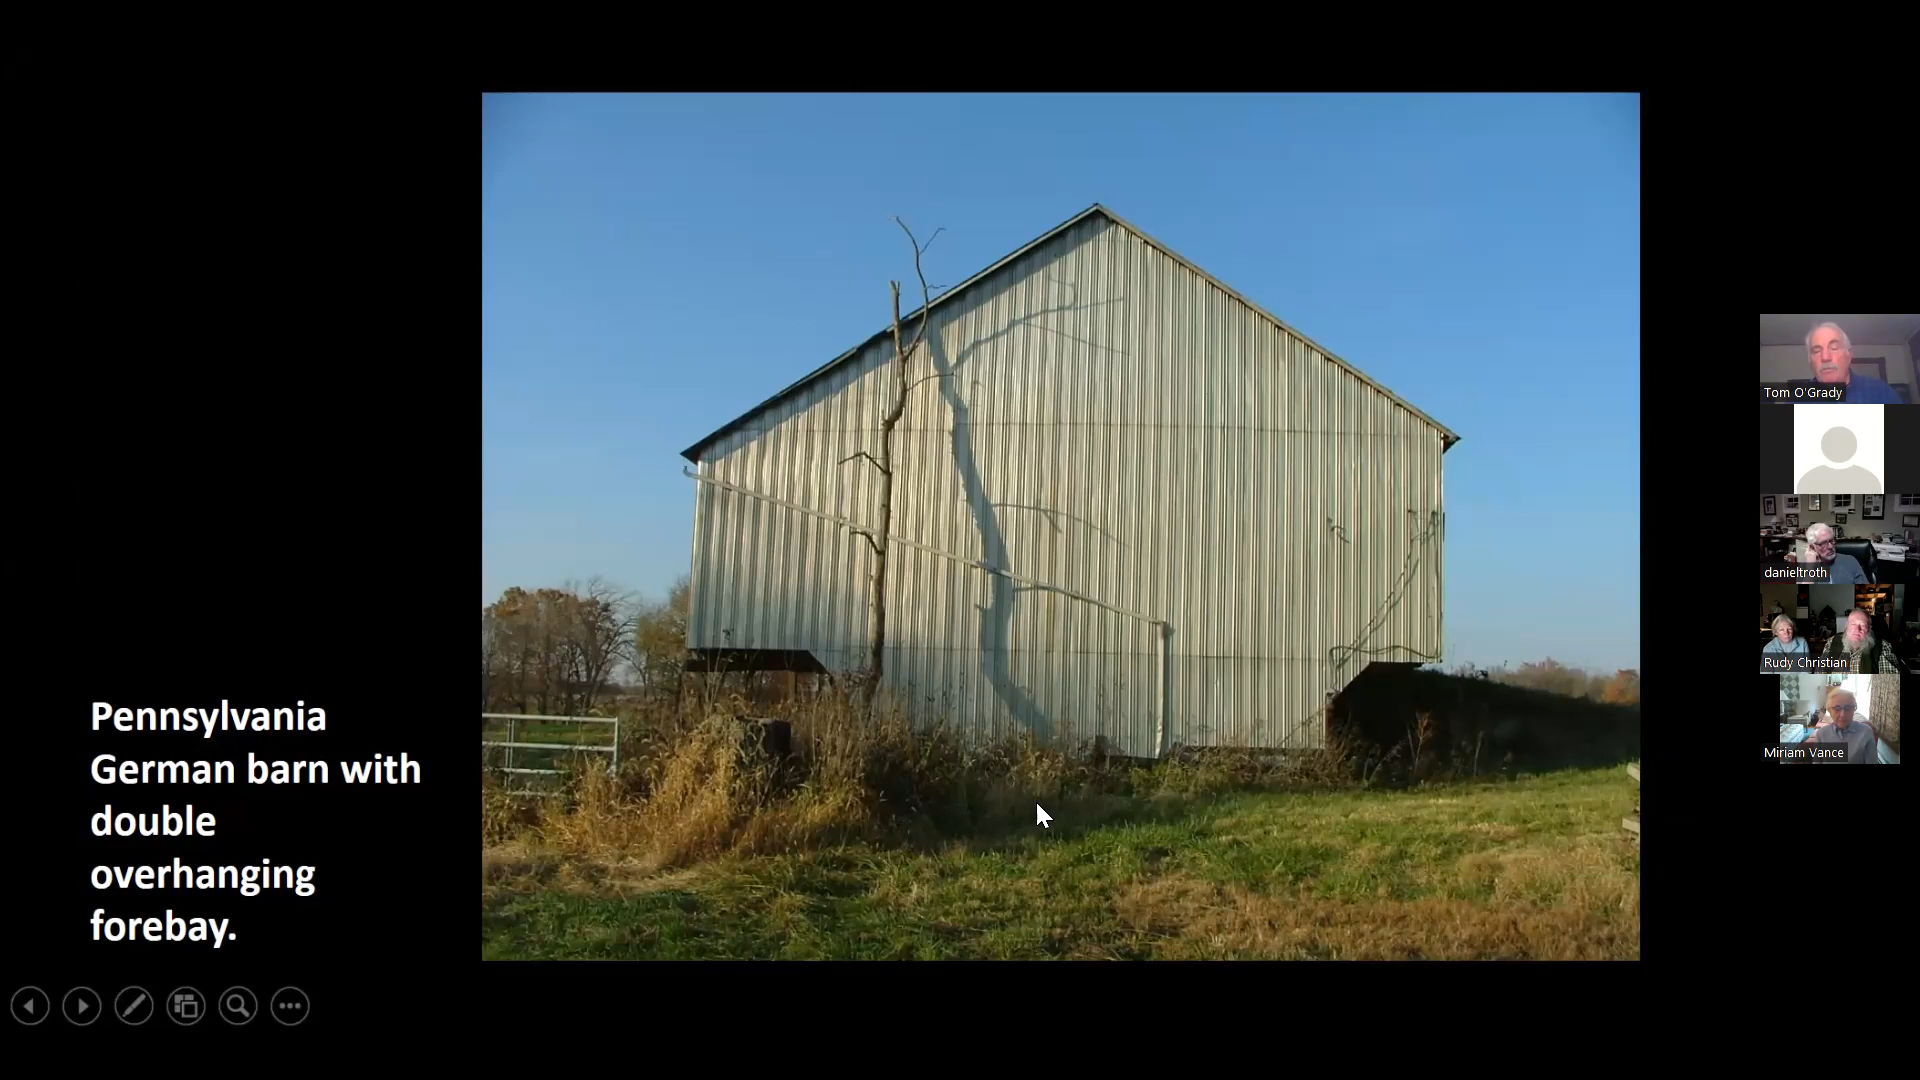 Pennsylvania
German barn with
double
overhanging
forebay.
Tom O'Grady
danieltroth
Rudy Christian
Miriam Vance